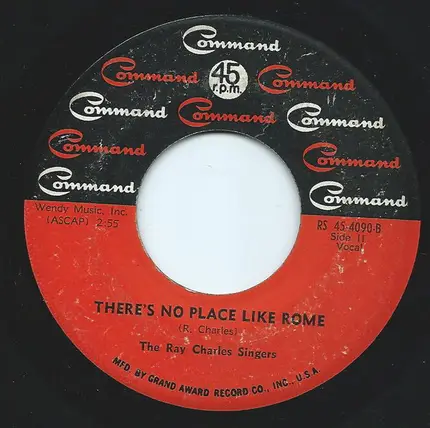 Command
Command 45 Command
r.p.m.
Command Command
Command Command
Command Command
Wendy Music, Inc.
(ASCAP) 2:55
RS 45-4090-B
Side II
Vocal
THERE'S NO PLACE LIKE ROME
(R. Charles)
The Ray Charles Singers
MFD. BY GRAND AWARD RECORD CO., INC., U.S.A.